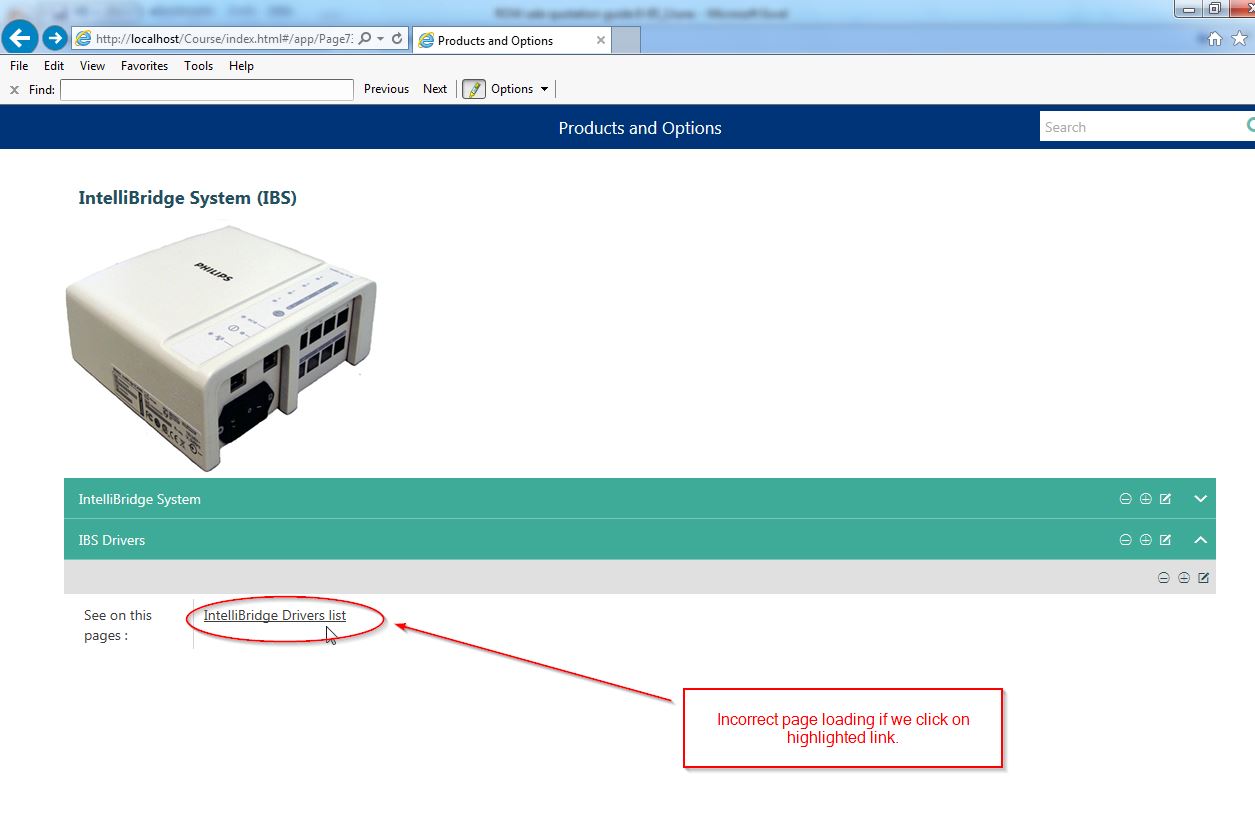 http://localhost/Course/index.html#/app/Page7
Products and Options
File Edit View Favorites Tools Help
x Find: Previous Next Options
Products and Options
Search
IntelliBridge System (IBS)
PHILIPS
IntelliBridge System
IBS Drivers
See on this
pages :
IntelliBridge Drivers list
Incorrect page loading if we click on
highlighted link.